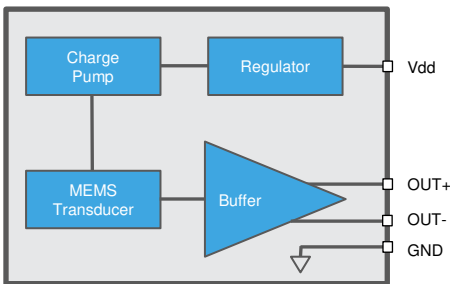 Charge
Pump
Regulator
Vdd
MEMS
Transducer
Buffer
OUT+
OUT-
GND